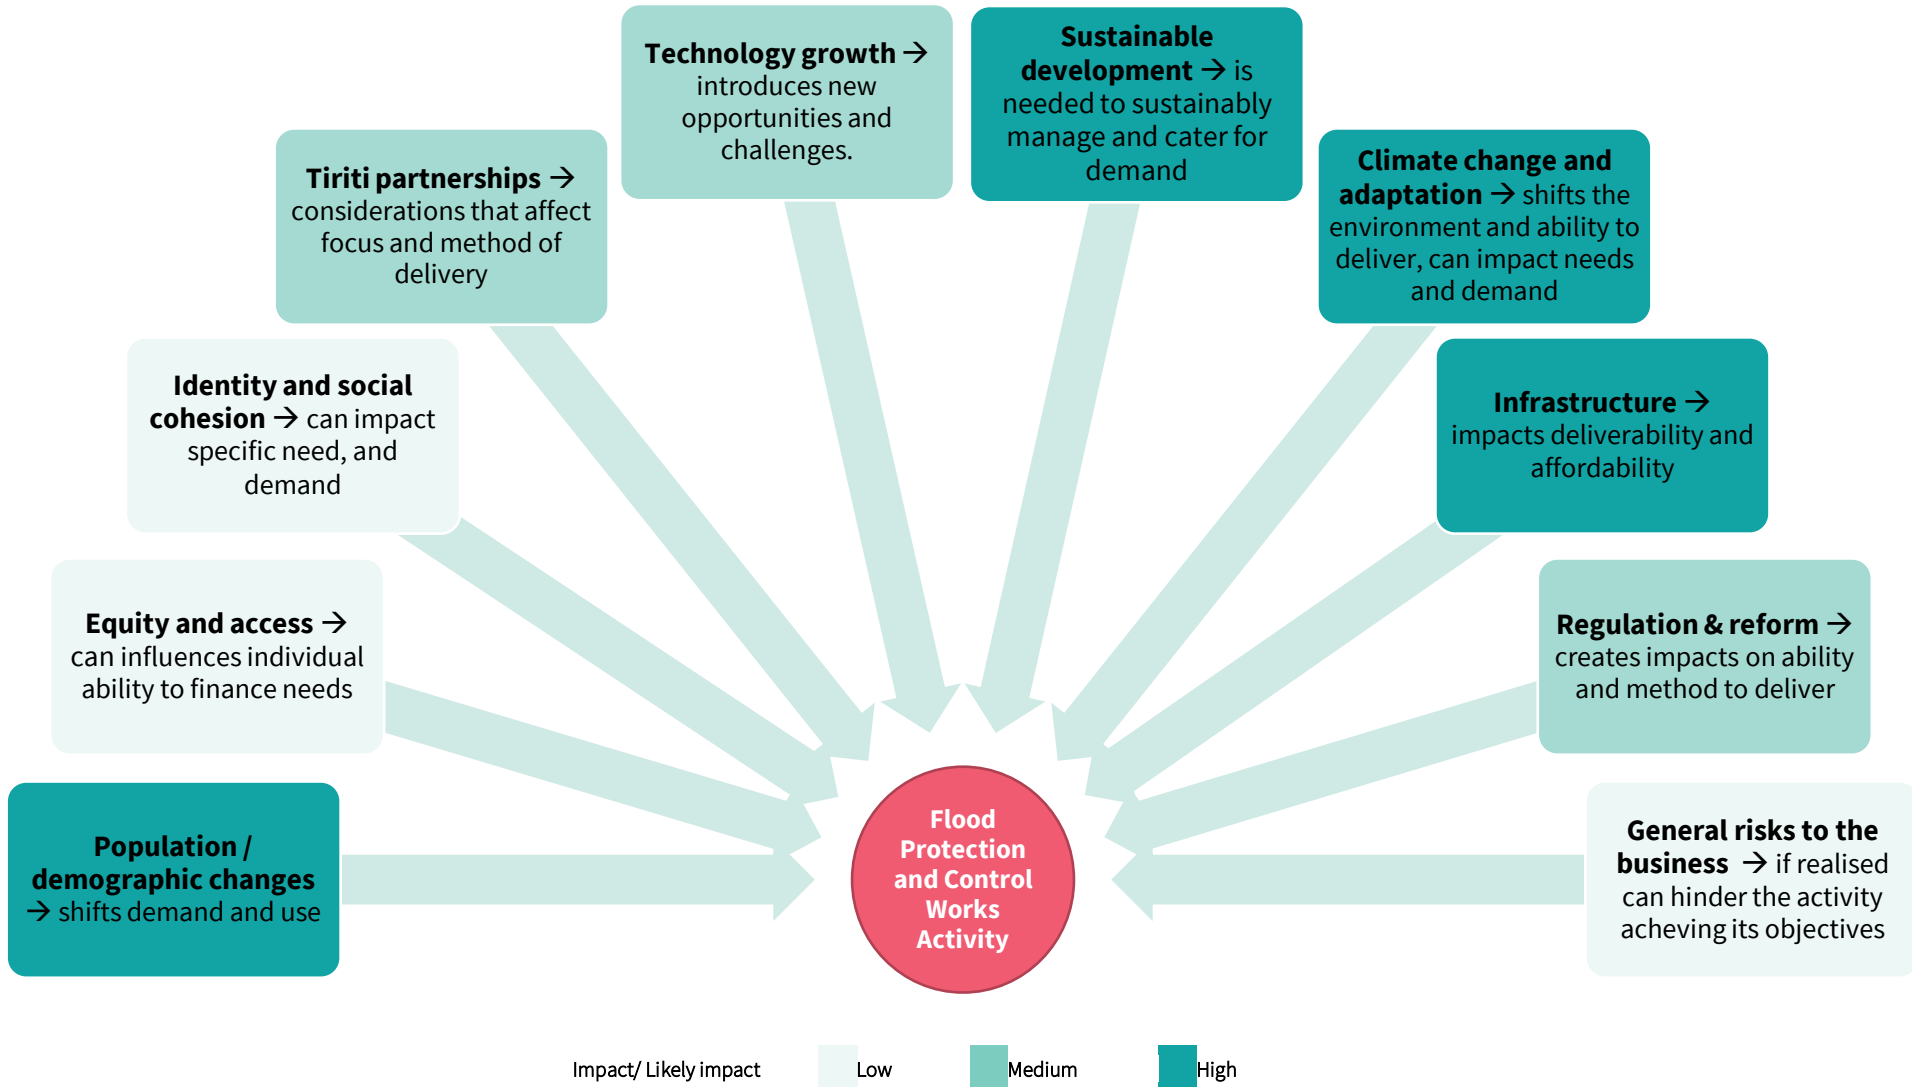 Technology growth →
introduces new
opportunities and
challenges.
Sustainable
development → is
needed to sustainably
manage and cater for
demand
Tiriti partnerships →
considerations that affect
focus and method of
delivery
Climate change and
adaptation → shifts the
environment and ability to
deliver, can impact needs
and demand
Identity and social
cohesion → can impact
specific need, and
demand
Infrastructure →
impacts deliverability and
affordability
Equity and access →
can influences individual
ability to finance needs
Regulation & reform →
creates impacts on ability
and method to deliver
Population /
demographic changes
→ shifts demand and use
Flood
Protection
and Control
Works
Activity
General risks to the
business → if realised
can hinder the activity
acheving its objectives
Impact/ Likely impact Low Medium High